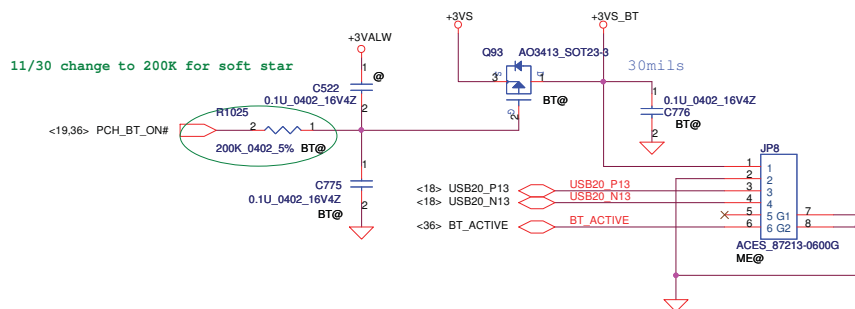 +3VS
+3VS_BT
+3VALW
Q93
AO3413_SOT23-3
11/30 change to 200K for soft star
1
@
C522
0.1U_0402_16V4Z
2
3
S
D
1
G
2
BT@
30mils
1
0.1U_0402_16V4Z
C776
BT@
2
R1025
<19,36> PCH_BT_ON#
2
1
200K_0402_5%
BT@
1
C775
0.1U_0402_16V4Z
BT@
2
JP8
1
1
2
2
<18> USB20_P13
USB20_P13
3
3
<18> USB20_N13
USB20_N13
4
4
5
5
G1
7
<36> BT_ACTIVE
BT_ACTIVE
6
6
G2
8
ACES_87213-0600G
ME@